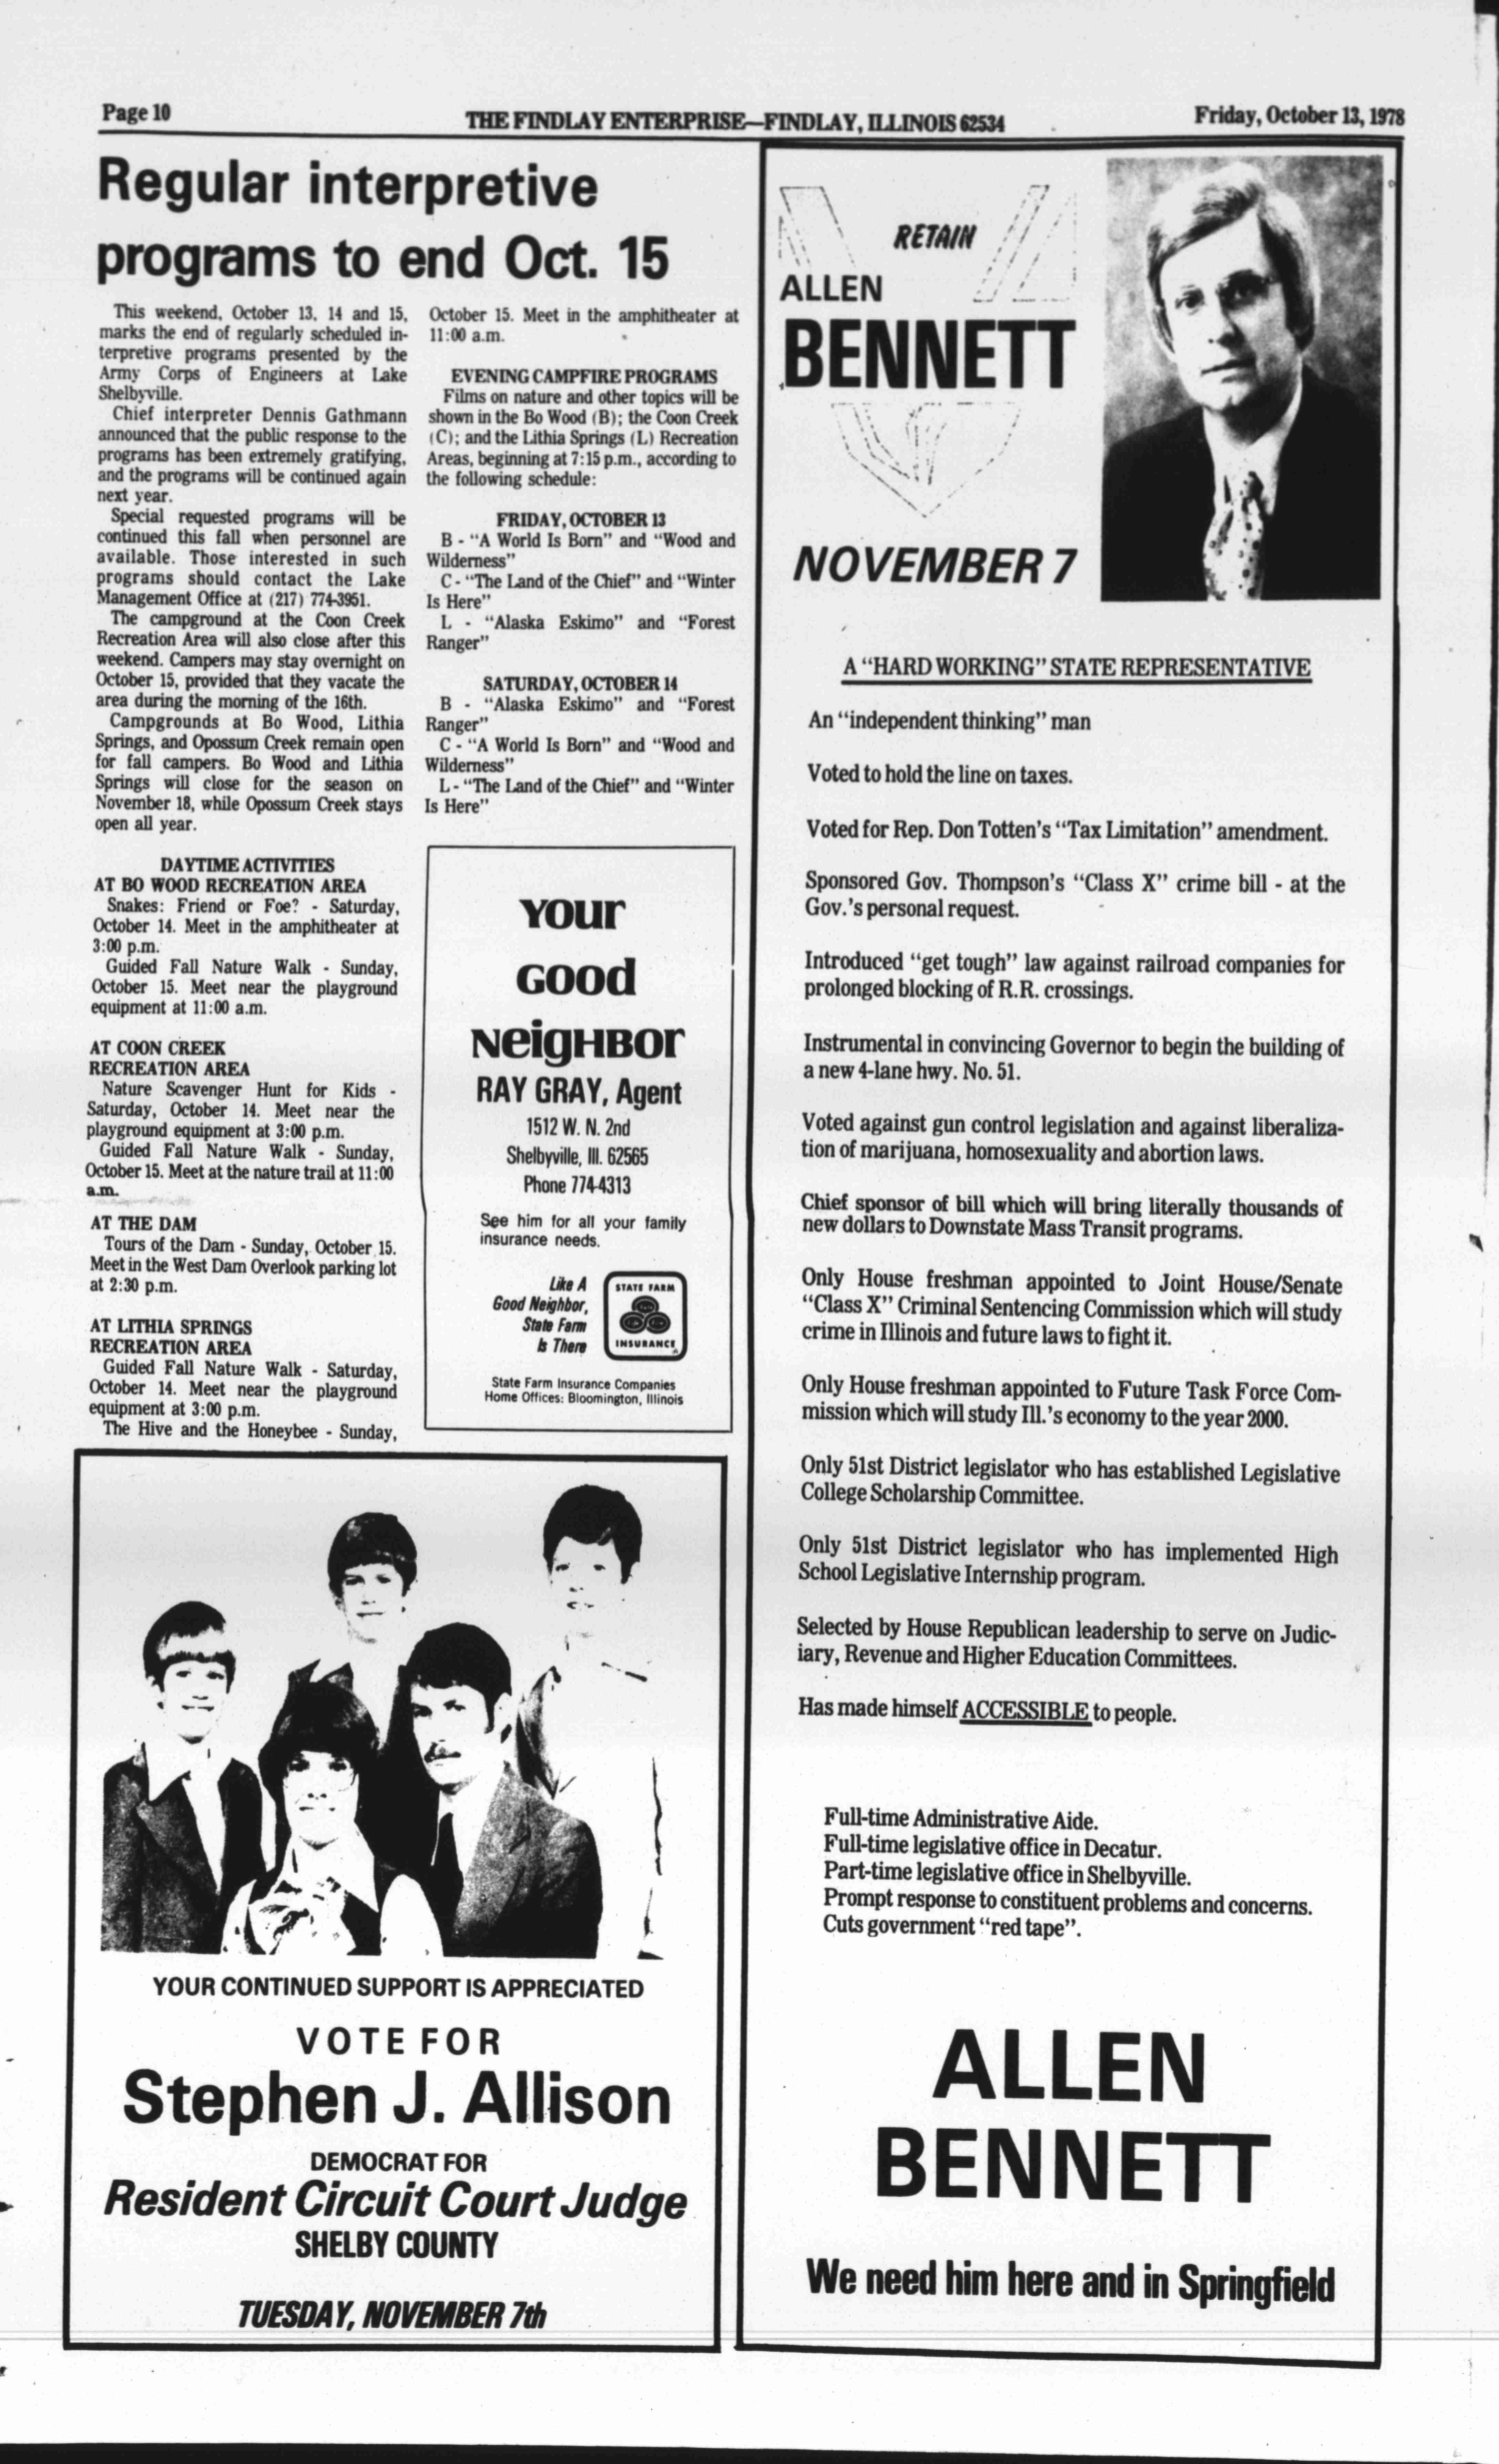 Page 10
THE FINDLAY ENTERPRISE—FINDLAY, ILLINOIS 62534
Friday, October 13, 1978
Regular interpretive
programs to end Oct. 15
This weekend, October 13, 14 and 15,
marks the end of regularly scheduled in-
terpretive programs presented by the
Army Corps of Engineers at Lake
Shelbyville.
Chief interpreter Dennis Gathmann
announced that the public response to the
programs has been extremely gratifying,
and the programs will be continued again
next year.
Special requested programs will be
continued this fall when personnel are
available. Those interested in such
programs should contact the Lake
Management Office at (217) 774-3951.
The campground at the Coon Creek
Recreation Area will also close after this
weekend. Campers may stay overnight on
October 15, provided that they vacate the
area during the morning of the 16th.
Campgrounds at Bo Wood, Lithia
Springs, and Opossum Creek remain open
for fall campers. Bo Wood and Lithia
Springs will close for the season on
November 18, while Opossum Creek stays
open all year.
DAYTIME ACTIVITIES
AT BO WOOD RECREATION AREA
Snakes: Friend or Foe? - Saturday,
October 14. Meet in the amphitheater at
3:00 p.m.
Guided Fall Nature Walk - Sunday,
October 15. Meet near the playground
equipment at 11:00 a.m.
AT COON CREEK
RECREATION AREA
Nature Scavenger Hunt for Kids -
Saturday, October 14. Meet near the
playground equipment at 3:00 p.m.
Guided Fall Nature Walk - Sunday,
October 15. Meet at the nature trail at 11:00
a.m.
AT THE DAM
Tours of the Dam - Sunday, October 15.
Meet in the West Dam Overlook parking lot
at 2:30 p.m.
AT LITHIA SPRINGS
RECREATION AREA
Guided Fall Nature Walk - Saturday,
October 14. Meet near the playground
equipment at 3:00 p.m.
The Hive and the Honeybee - Sunday,
October 15. Meet in the amphitheater at
11:00 a.m.
EVENING CAMPFIRE PROGRAMS
Films on nature and other topics will be
shown in the Bo Wood (B); the Coon Creek
(C); and the Lithia Springs (L) Recreation
Areas, beginning at 7:15 p.m., according to
the following schedule:
FRIDAY, OCTOBER 13
B - "A World Is Born" and "Wood and
Wilderness"
C - "The Land of the Chief" and "Winter
Is Here"
L - "Alaska Eskimo" and "Forest
Ranger"
SATURDAY, OCTOBER 14
B - "Alaska Eskimo" and "Forest
Ranger"
C - "A World Is Born" and "Wood and
Wilderness"
L - "The Land of the Chief" and "Winter
Is Here"
Your
Good
Neighbor
RAY GRAY, Agent
1512 W. N. 2nd
Shelbyville, Ill. 62565
Phone 774-4313
See him for all your family
insurance needs.
Like A
Good Neighbor,
State Farm
Is There
STATE FARM
INSURANCE
State Farm Insurance Companies
Home Offices: Bloomington, Illinois
YOUR CONTINUED SUPPORT IS APPRECIATED
VOTE FOR
Stephen J. Allison
DEMOCRAT FOR
Resident Circuit Court Judge
SHELBY COUNTY
TUESDAY, NOVEMBER 7th
RETAIN
ALLEN
BENNETT
NOVEMBER 7
A "HARD WORKING" STATE REPRESENTATIVE
An "independent thinking" man
Voted to hold the line on taxes.
Voted for Rep. Don Totten's "Tax Limitation" amendment.
Sponsored Gov. Thompson's "Class X" crime bill - at the
Gov.'s personal request.
Introduced "get tough" law against railroad companies for
prolonged blocking of R.R. crossings.
Instrumental in convincing Governor to begin the building of
a new 4-lane hwy. No. 51.
Voted against gun control legislation and against liberaliza-
tion of marijuana, homosexuality and abortion laws.
Chief sponsor of bill which will bring literally thousands of
new dollars to Downstate Mass Transit programs.
Only House freshman appointed to Joint House/Senate
"Class X" Criminal Sentencing Commission which will study
crime in Illinois and future laws to fight it.
Only House freshman appointed to Future Task Force Com-
mission which will study Ill.'s economy to the year 2000.
Only 51st District legislator who has established Legislative
College Scholarship Committee.
Only 51st District legislator who has implemented High
School Legislative Internship program.
Selected by House Republican leadership to serve on Judic-
iary, Revenue and Higher Education Committees.
Has made himself ACCESSIBLE to people.
Full-time Administrative Aide.
Full-time legislative office in Decatur.
Part-time legislative office in Shelbyville.
Prompt response to constituent problems and concerns.
Cuts government "red tape".
ALLEN
BENNETT
We need him here and in Springfield